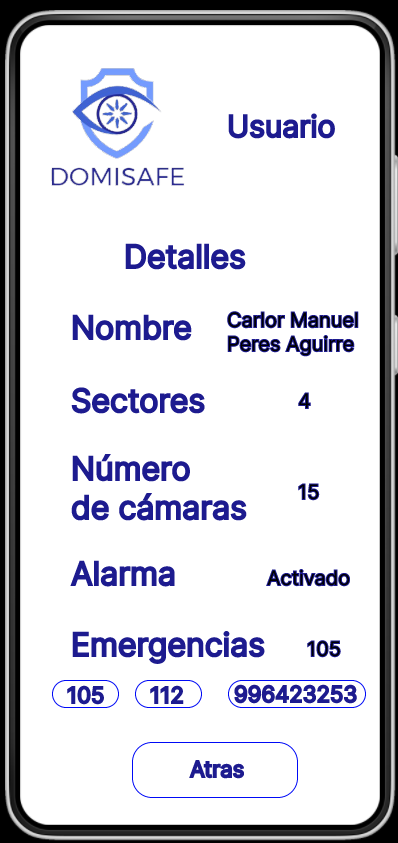 DOMISAFE
Usuario
Detalles
Nombre
Carlor Manuel
Peres Aguirre
Sectores
4
Número
de cámaras
15
Alarma
Activado
Emergencias
105
105
112
996423253
Atras